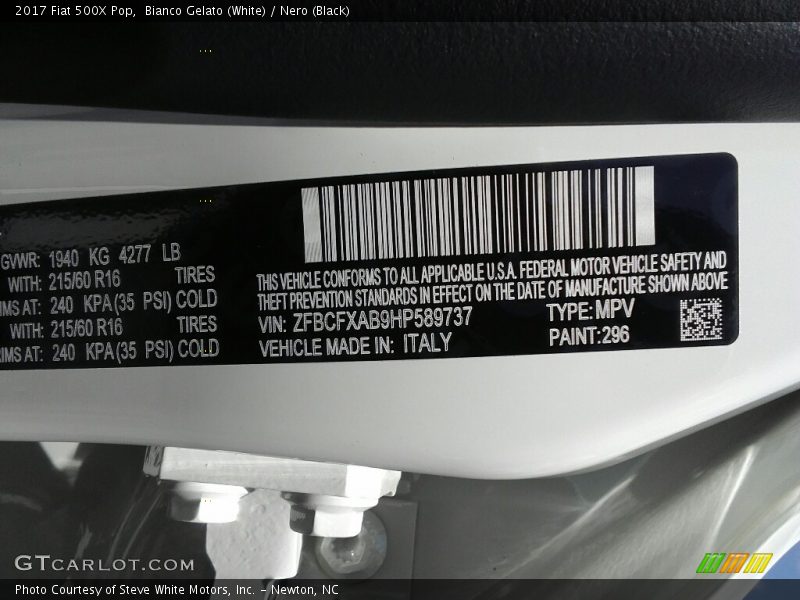 2017 Fiat 500X Pop,  Bianco Gelato (White) / Nero (Black)
GVWR: 1940 KG 4277 LB
WITH: 215/60 R16 TIRES
IMS AT: 240 KPA(35 PSI) COLD
WITH: 215/60 R16 TIRES
RIMS AT: 240 KPA(35 PSI) COLD
THIS VEHICLE CONFORMS TO ALL APPLICABLE U.S.A. FEDERAL MOTOR VEHICLE SAFETY AND
THEFT PREVENTION STANDARDS IN EFFECT ON THE DATE OF MANUFACTURE SHOWN ABOVE
VIN: ZFBCFXAB9HP589737 TYPE: MPV
VEHICLE MADE IN: ITALY PAINT: 296
GTCARLOT.COM
Photo Courtesy of Steve White Motors, Inc. – Newton, NC